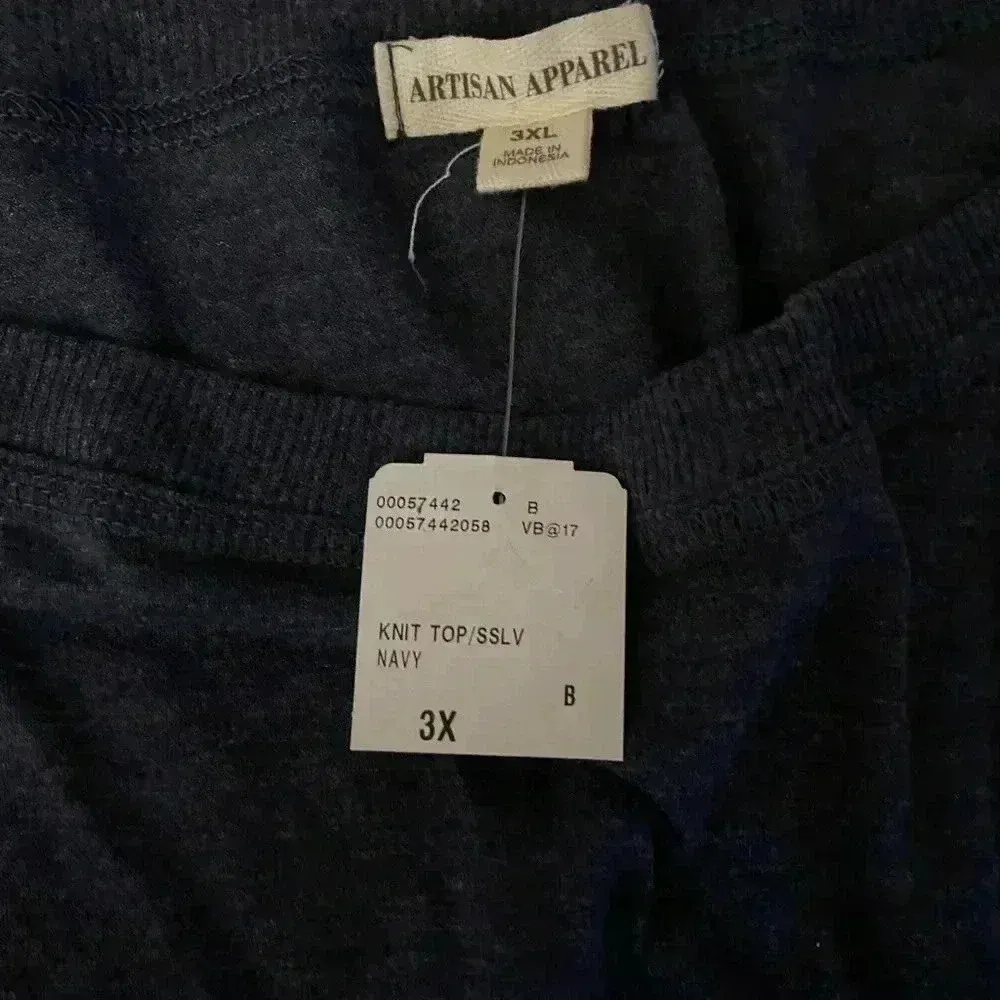 ARTISAN APPAREL
3XL
MADE IN
INDONESIA
00057442 B
00057442058 VB@17
KNIT TOP/SSLV
NAVY
B
3X